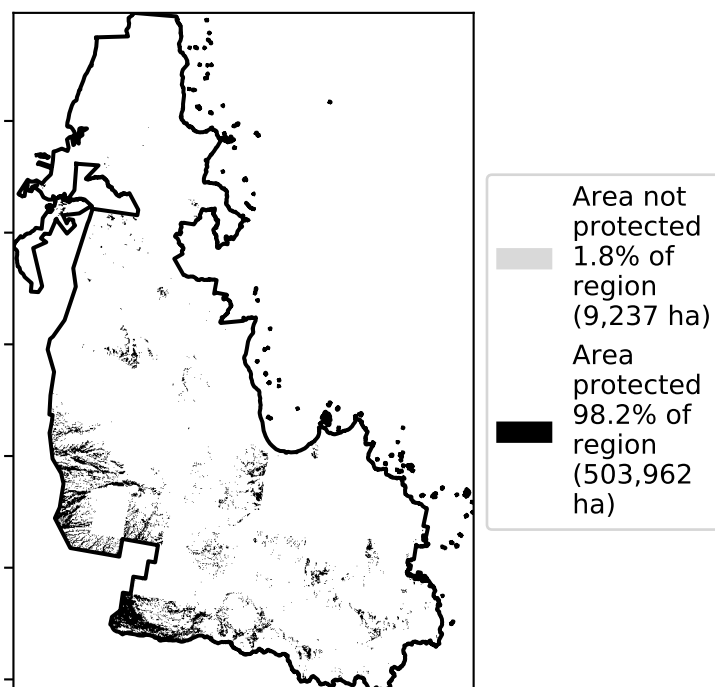 Area not
protected
1.8% of
region
(9,237 ha)
Area
protected
98.2% of
region
(503,962
ha)